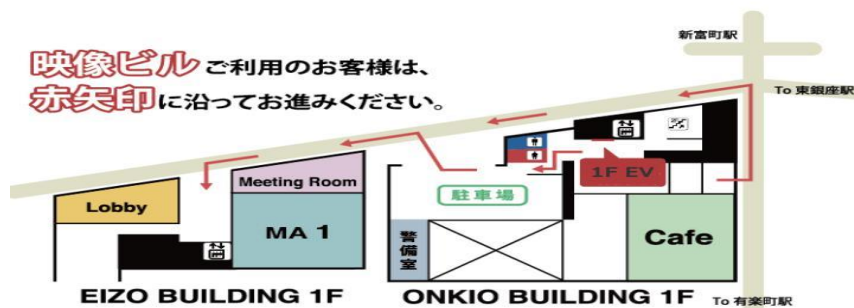 新富町駅
映像ビル ご利用のお客様は、
赤矢印に沿ってお進みください。
To 東銀座駅
Meeting Room
1F EV
駐車場
Lobby
MA 1
警備室
Cafe
EIZO BUILDING 1F
ONKIO BUILDING 1F
To 有楽町駅